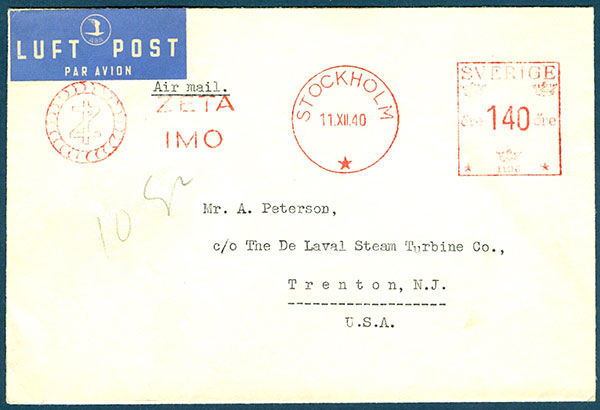 LUFT POST
PAR AVION
Air mail.
ZETA
IMO
STOCKHOLM
11.XII.40
SVERIGE
öre 140 öre
Mr. A. Peterson,
c/o The De Laval Steam Turbine Co.,
Trenton, N.J.
U.S.A.
10 gr